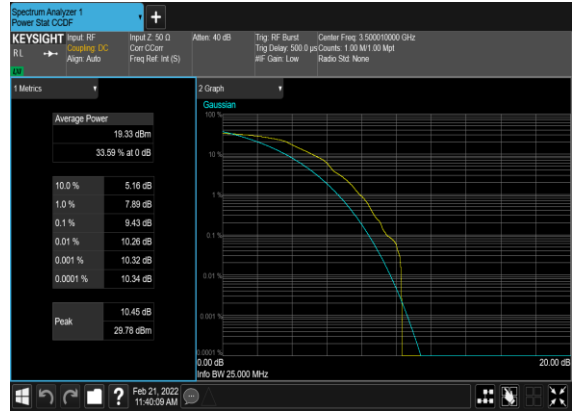 Spectrum Analyzer 1
Power Stat CCDF
KEYSIGHT
RL
Input: RF
Coupling: DC
Align: Auto
Input Z: 50 Ω
Corr CCorr
Freq Ref: Int (S)
Atten: 40 dB
Trig: RF Burst
Trig Delay: 500.0 µs
#IF Gain: Low
Center Freq: 3.500010000 GHz
Counts: 1.00 M/1.00 Mpt
Radio Std: None
1 Metrics
Average Power
19.33 dBm
33.59 % at 0 dB
10.0 % 5.16 dB
1.0 % 7.89 dB
0.1 % 9.43 dB
0.01 % 10.26 dB
0.001 % 10.32 dB
0.0001 % 10.34 dB
Peak
10.45 dB
29.78 dBm
2 Graph
Gaussian
100 %
10 %
1 %
0.1 %
0.01 %
0.001 %
0.0001 %
0.00 dB
20.00 dB
Info BW 25.000 MHz
?
Feb 21, 2022
11:40:09 AM